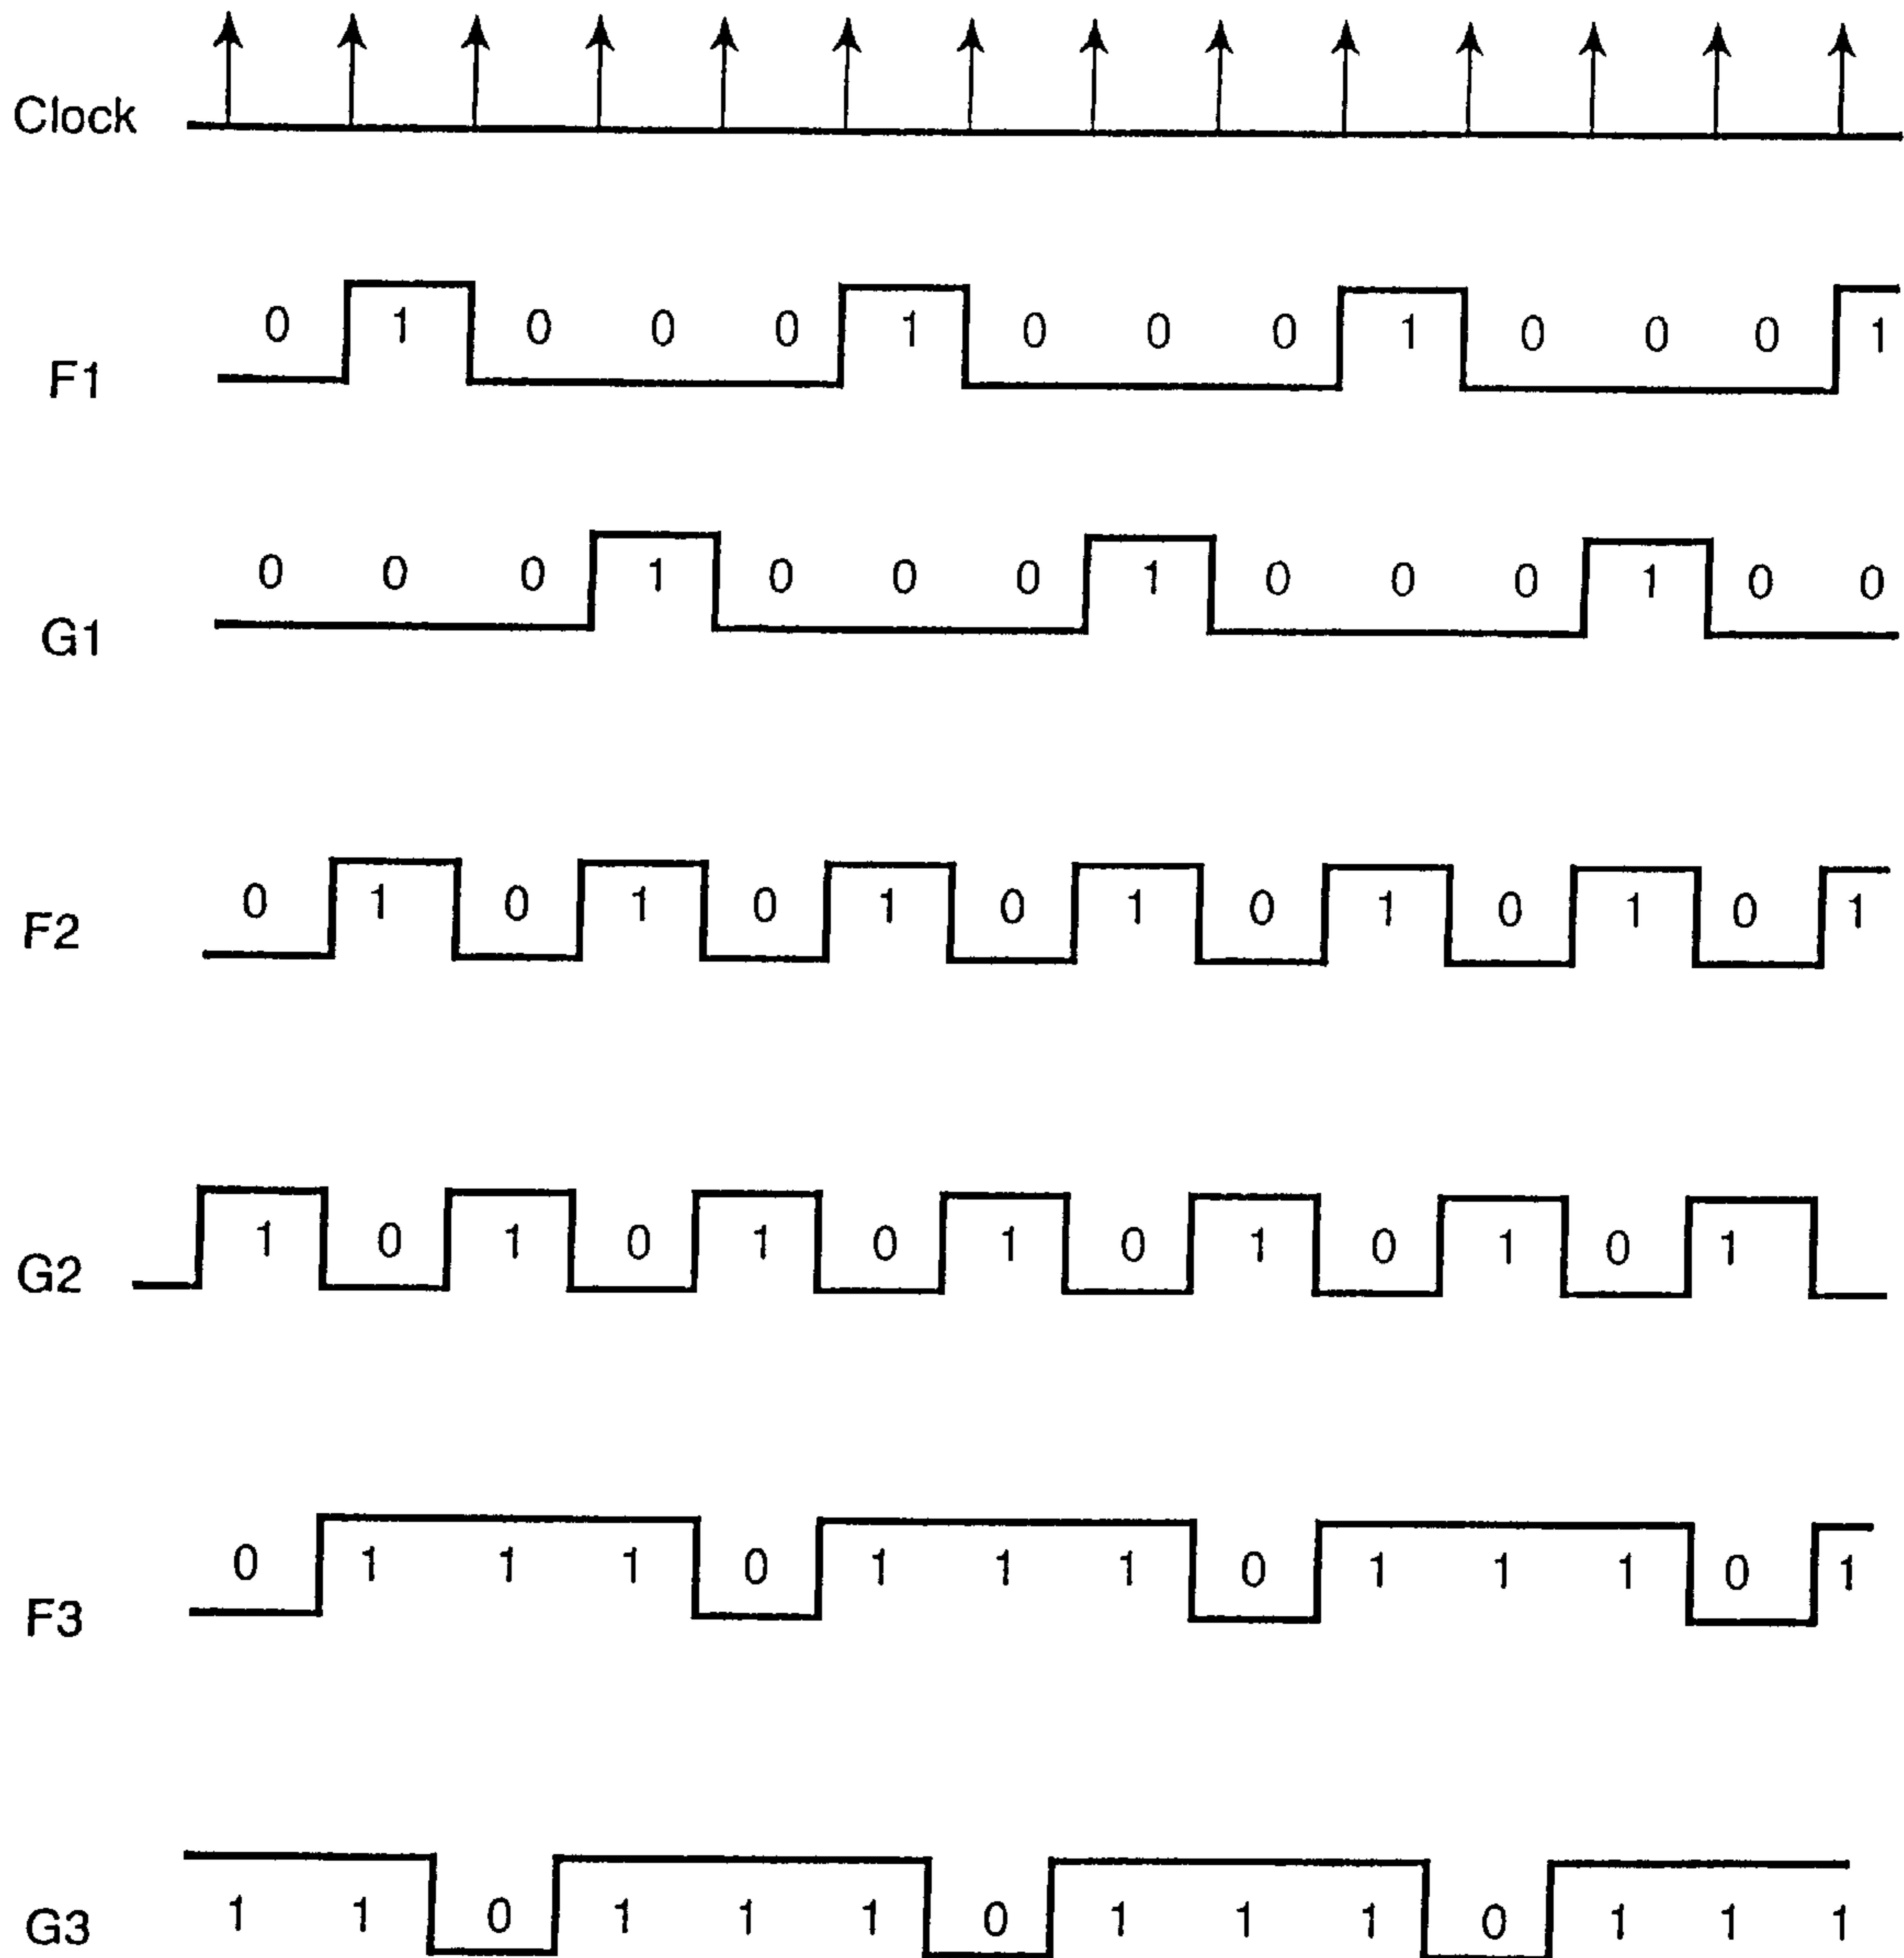 Clock
0 1 0 0 0 1 0 0 0 1 0 0 0 1
F1
0 0 0 1 0 0 0 1 0 0 0 1 0 0
G1
0 1 0 1 0 1 0 1 0 1 0 1 0 1
F2
1 0 1 0 1 0 1 0 1 0 1 0 1
G2
0 1 1 1 0 1 1 1 0 1 1 1 0 1
F3
1 1 0 1 1 1 0 1 1 1 0 1 1 1
G3